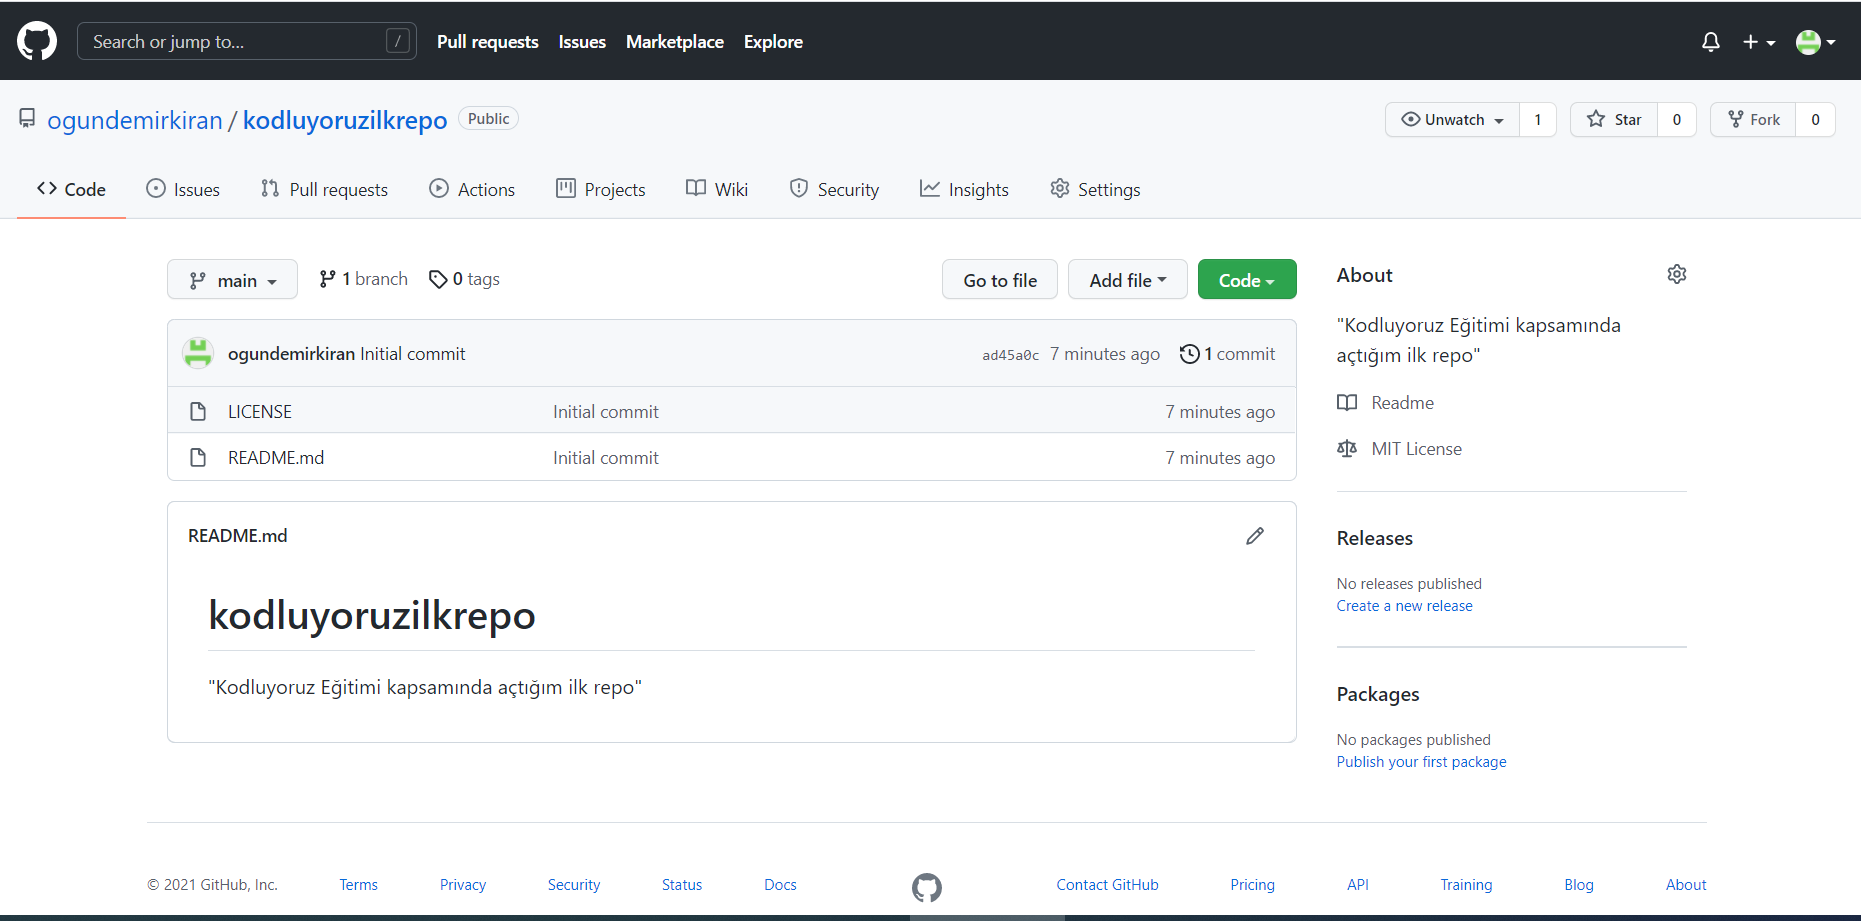 Search or jump to... / Pull requests Issues Marketplace Explore
ogundemirkiran / kodluyoruzilkrepo Public Unwatch 1 Star 0 Fork 0
Code Issues Pull requests Actions Projects Wiki Security Insights Settings
main 1 branch 0 tags Go to file Add file Code
ogundemirkiran Initial commit ad45a0c 7 minutes ago 1 commit
LICENSE Initial commit 7 minutes ago
README.md Initial commit 7 minutes ago
README.md
kodluyoruzilkrepo
"Kodluyoruz Eğitimi kapsamında açtığım ilk repo"
About
"Kodluyoruz Eğitimi kapsamında
açtığım ilk repo"
Readme
MIT License
Releases
No releases published
Create a new release
Packages
No packages published
Publish your first package
© 2021 GitHub, Inc. Terms Privacy Security Status Docs Contact GitHub Pricing API Training Blog About